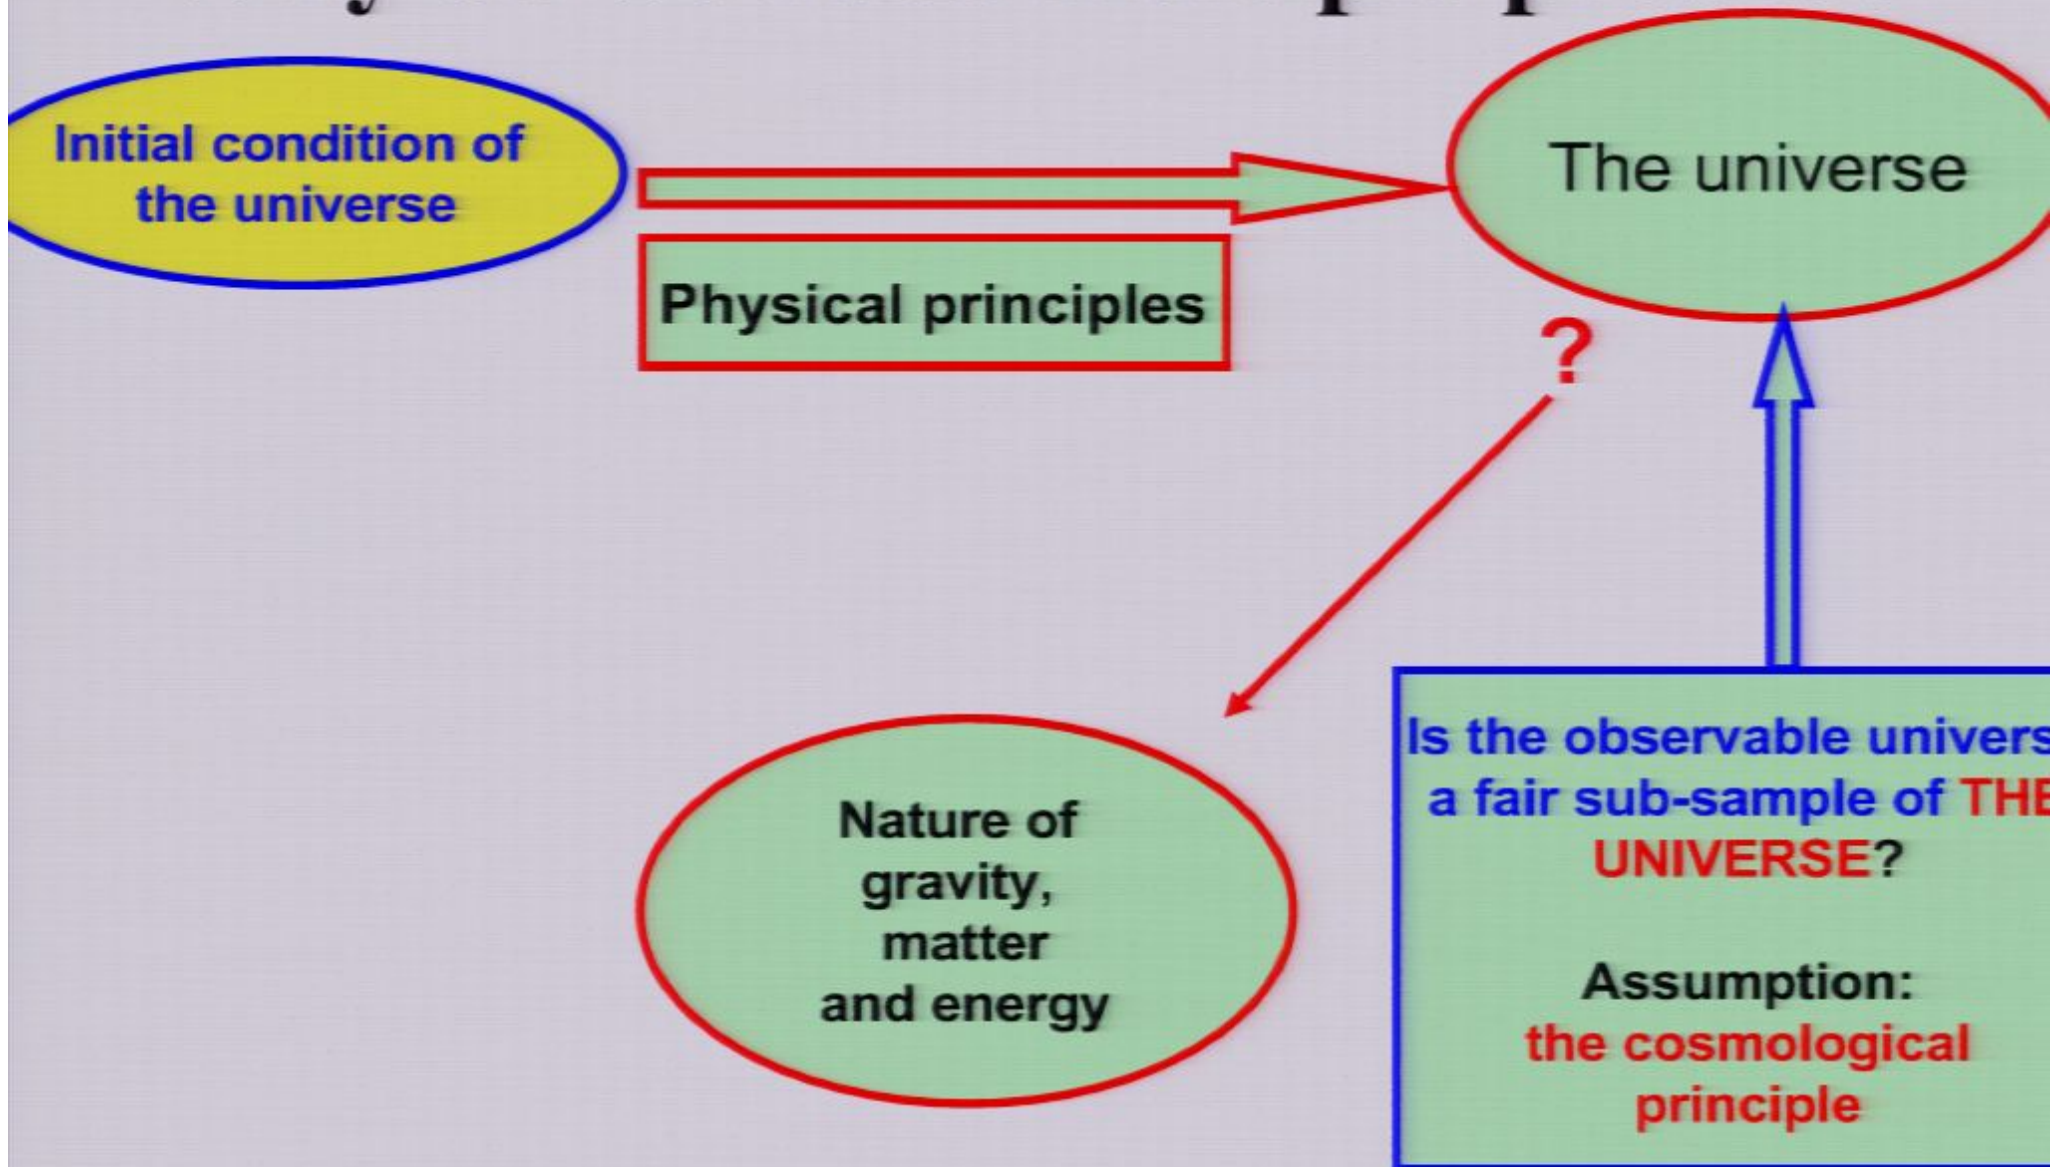 Initial condition of
the universe
The universe
Physical principles
?
Nature of
gravity,
matter
and energy
Is the observable univers
a fair sub-sample of THE
UNIVERSE?
Assumption:
the cosmological
principle